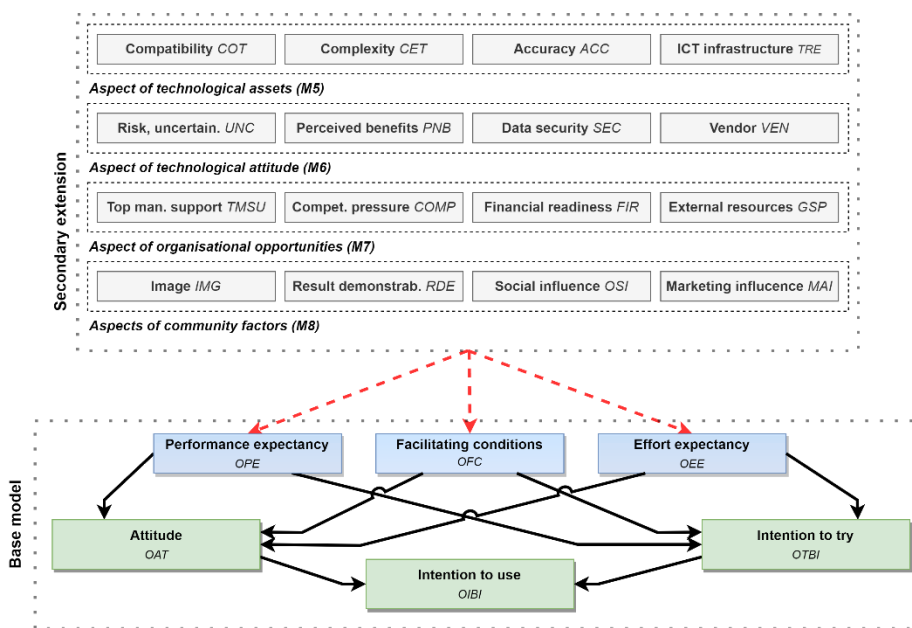 Compatibility COT
Complexity CET
Accuracy ACC
ICT infrastructure TRE
Aspect of technological assets (M5)
Risk, uncertain. UNC
Perceived benefits PNB
Data security SEC
Vendor VEN
Aspect of technological attitude (M6)
Top man. support TMSU
Compet. pressure COMP
Financial readiness FIR
External resources GSP
Aspect of organisational opportunities (M7)
Image IMG
Result demonstrab. RDE
Social influence OSI
Marketing influcence MAI
Aspects of community factors (M8)
Secondary extension
Performance expectancy
OPE
Facilitating conditions
OFC
Effort expectancy
OEE
Attitude
OAT
Intention to try
OTBI
Intention to use
OIBI
Base model